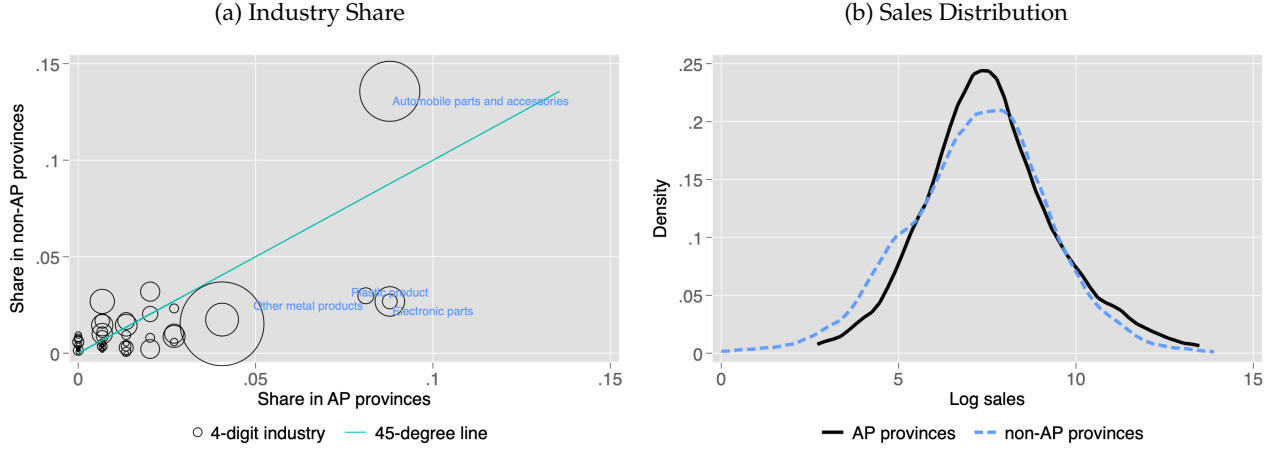 (a) Industry Share
.15
.1
.05
0
Share in non-AP provinces
Automobile parts and accessories
Plastic product
Other metal products
Electronic parts
0
.05
.1
.15
Share in AP provinces
4-digit industry
45-degree line
(b) Sales Distribution
.25
.2
.15
.1
.05
0
Density
0
5
10
15
Log sales
AP provinces
non-AP provinces